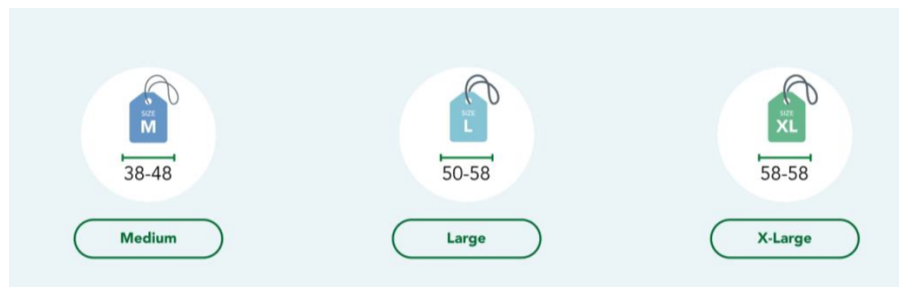 SIZE
M
38-48
Medium
SIZE
L
50-58
Large
SIZE
XL
58-58
X-Large